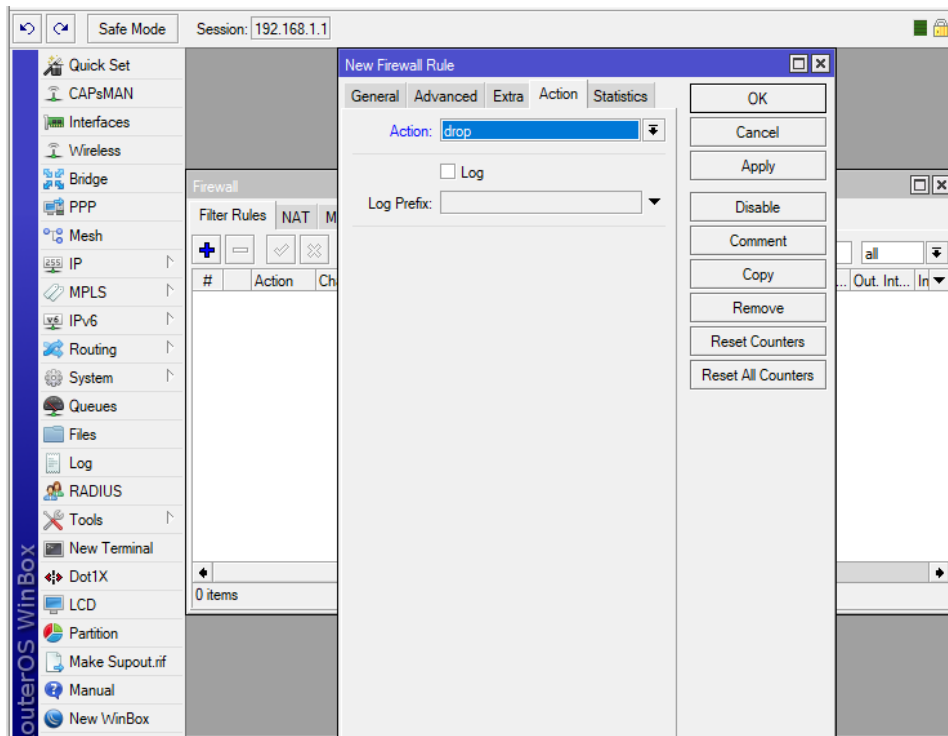 Safe Mode Session: 192.168.1.1
Quick Set
CAPsMAN
Interfaces
Wireless
Bridge
PPP
Mesh
IP
MPLS
IPv6
Routing
System
Queues
Files
Log
RADIUS
Tools
New Terminal
Dot1X
LCD
Partition
Make Supout.rif
Manual
New WinBox
outerOS WinBox
Firewall
Filter Rules NAT M
all
# Action Ch ... Out. Int... In
0 items
New Firewall Rule
General Advanced Extra Action Statistics
Action: drop
Log
Log Prefix:
OK
Cancel
Apply
Disable
Comment
Copy
Remove
Reset Counters
Reset All Counters